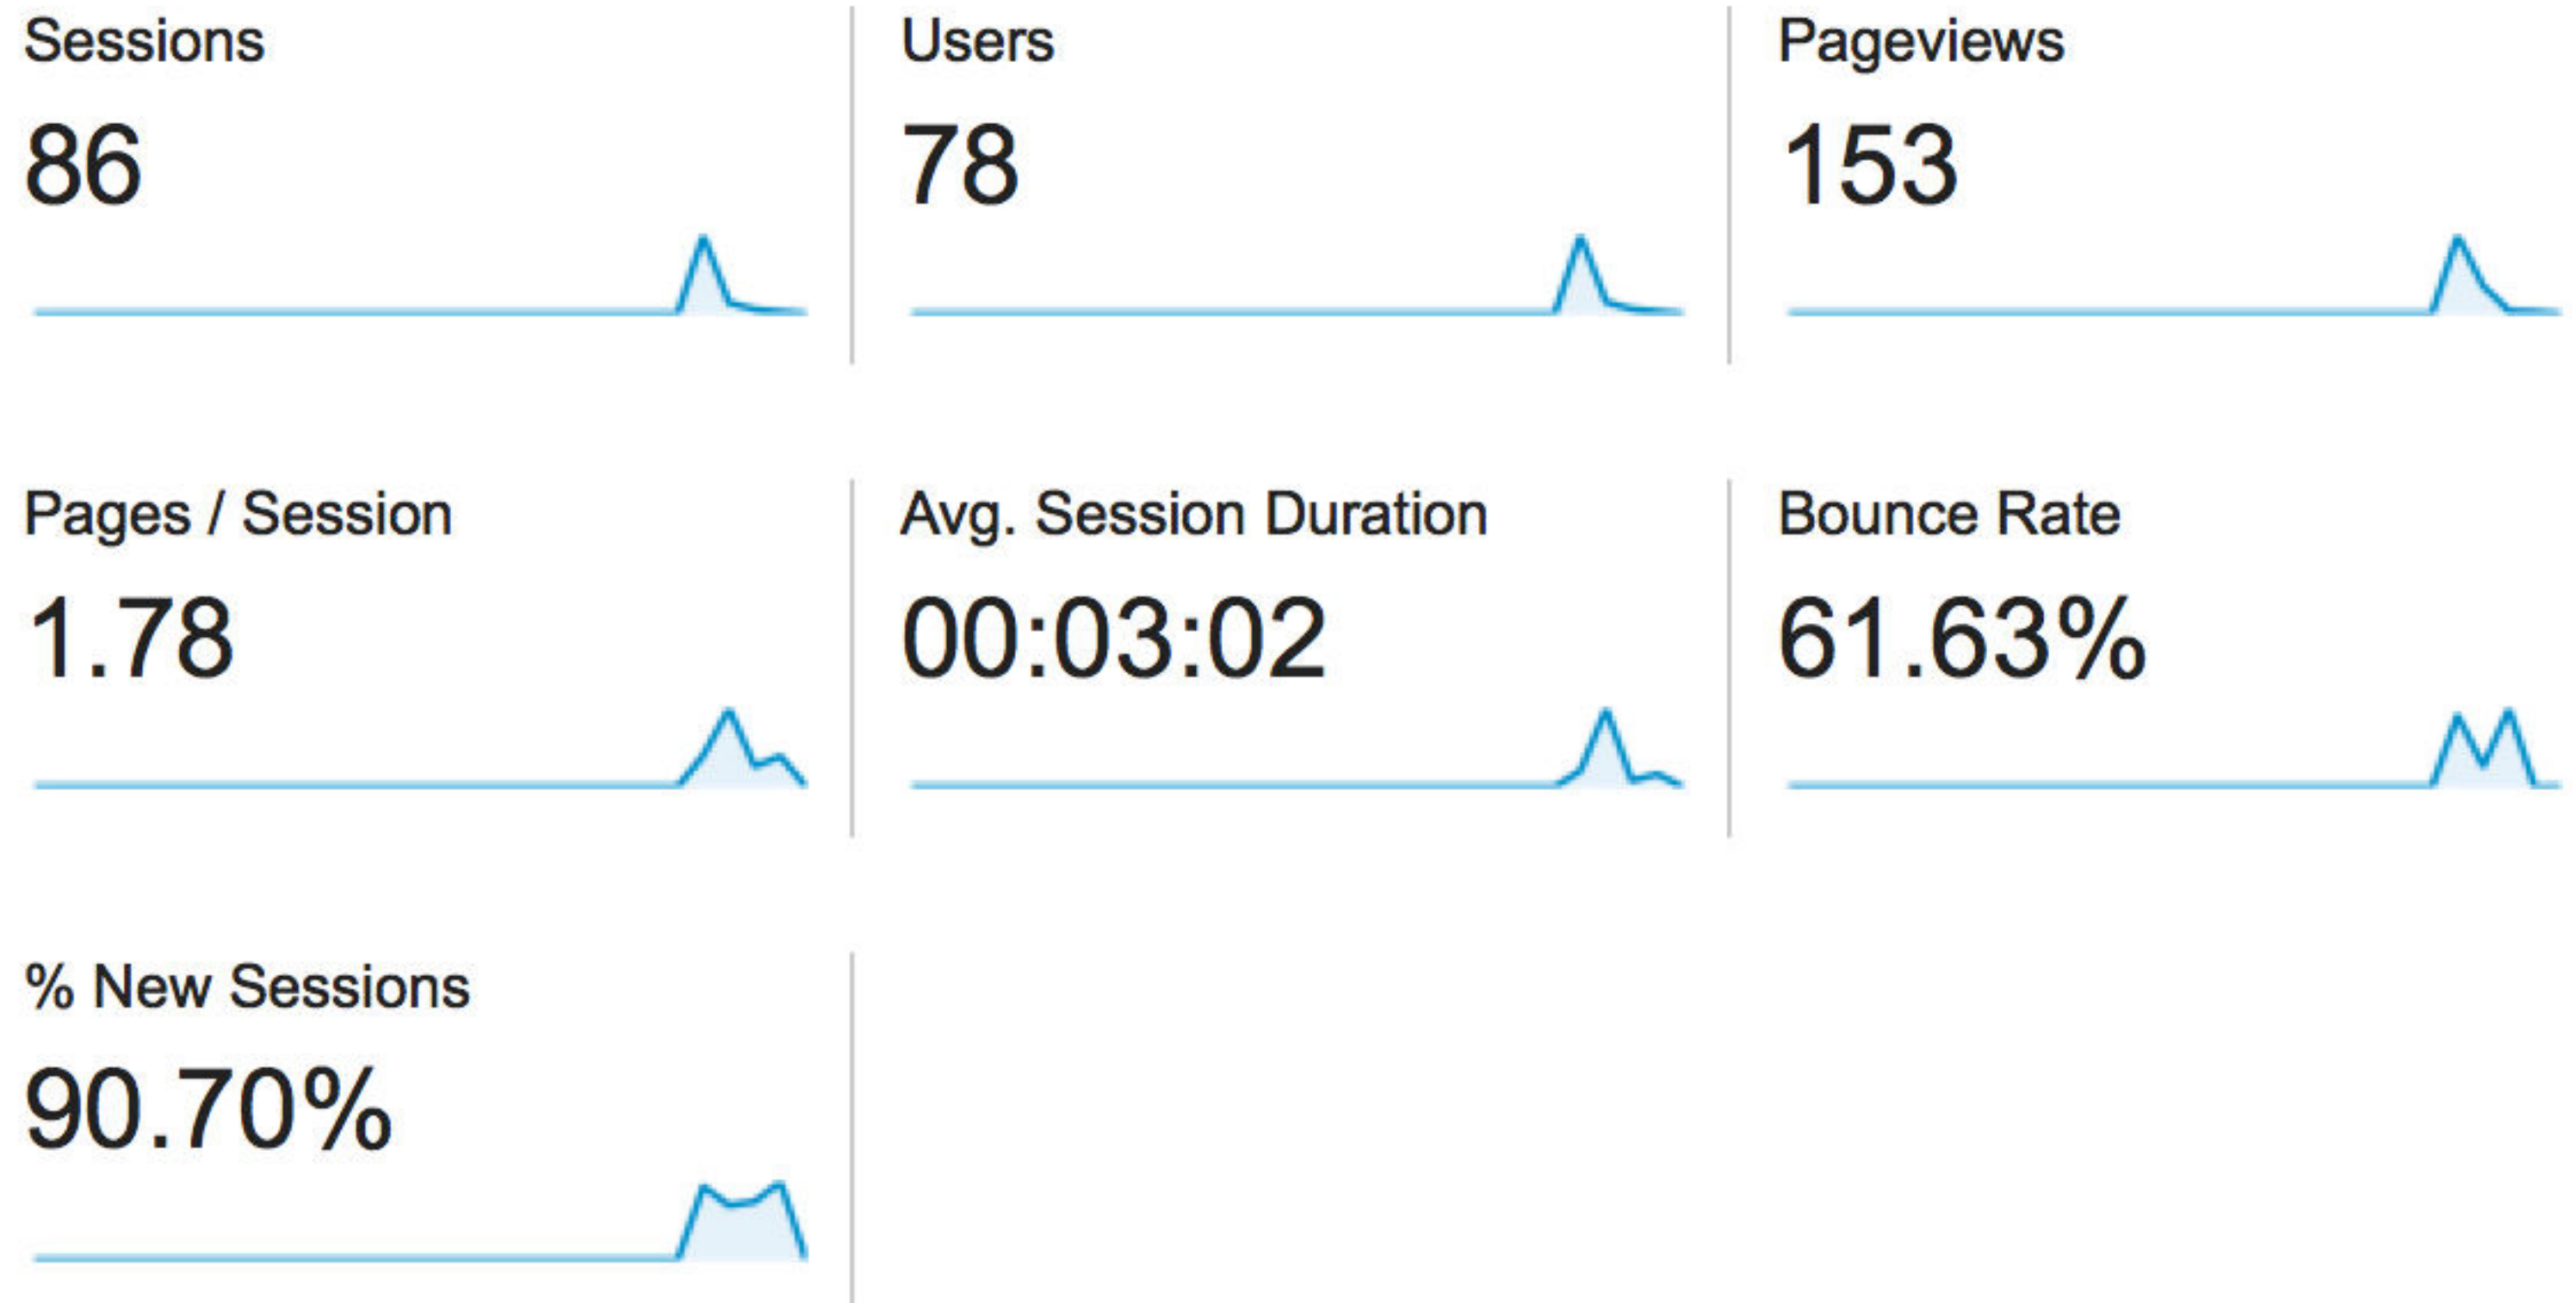 Sessions
86
Users
78
Pageviews
153
Pages / Session
1.78
Avg. Session Duration
00:03:02
Bounce Rate
61.63%
% New Sessions
90.70%